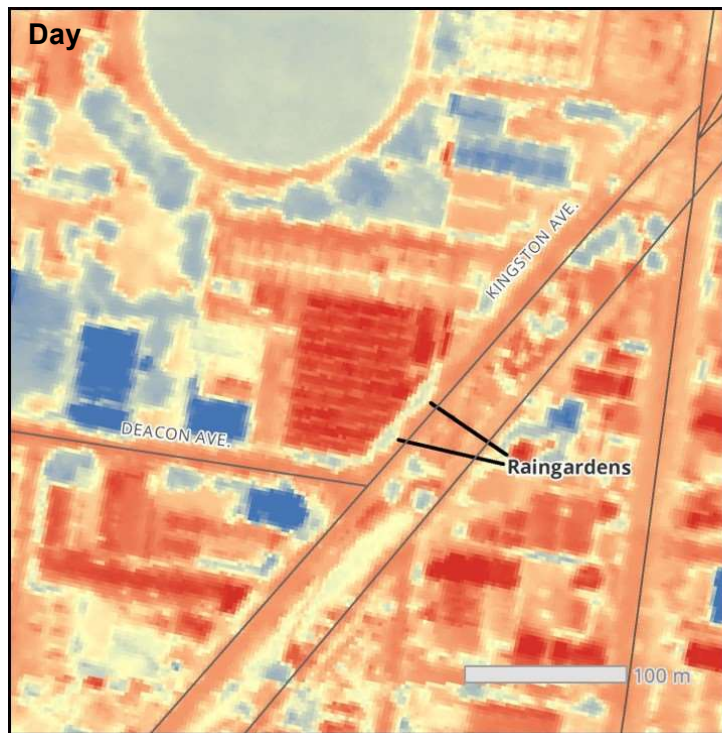 Day
KINGSTON AVE.
DEACON AVE.
Raingardens
100 m